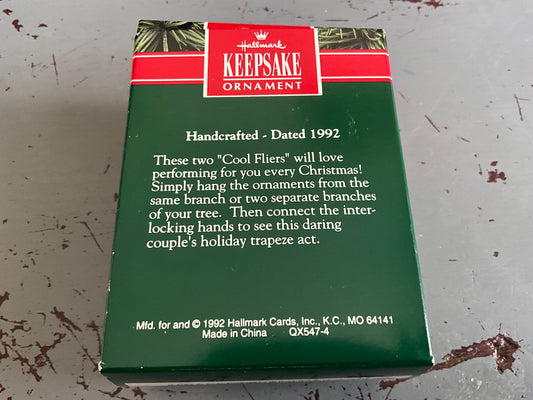 Hallmark
KEEPSAKE
ORNAMENT
Handcrafted - Dated 1992
These two "Cool Fliers" will love
performing for you every Christmas!
Simply hang the ornaments from the
same branch or two separate branches
of your tree. Then connect the inter-
locking hands to see this daring
couple's holiday trapeze act.
Mfd. for and © 1992 Hallmark Cards, Inc., K.C., MO 64141
Made in China QX547-4